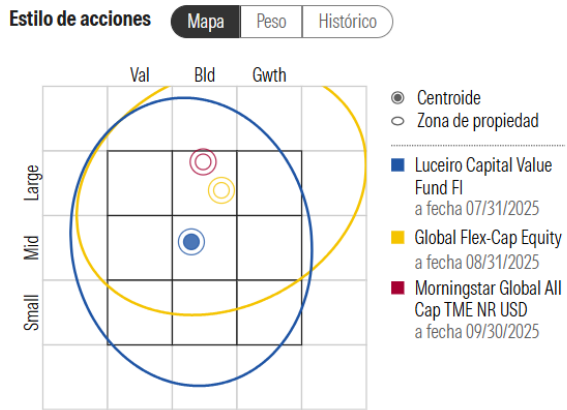 Estilo de acciones
Mapa Peso Histórico
Val Bld Gwth
Large
Mid
Small
Centroide
Zona de propiedad
Luceiro Capital Value
Fund FI
a fecha 07/31/2025
Global Flex-Cap Equity
a fecha 08/31/2025
Morningstar Global All
Cap TME NR USD
a fecha 09/30/2025